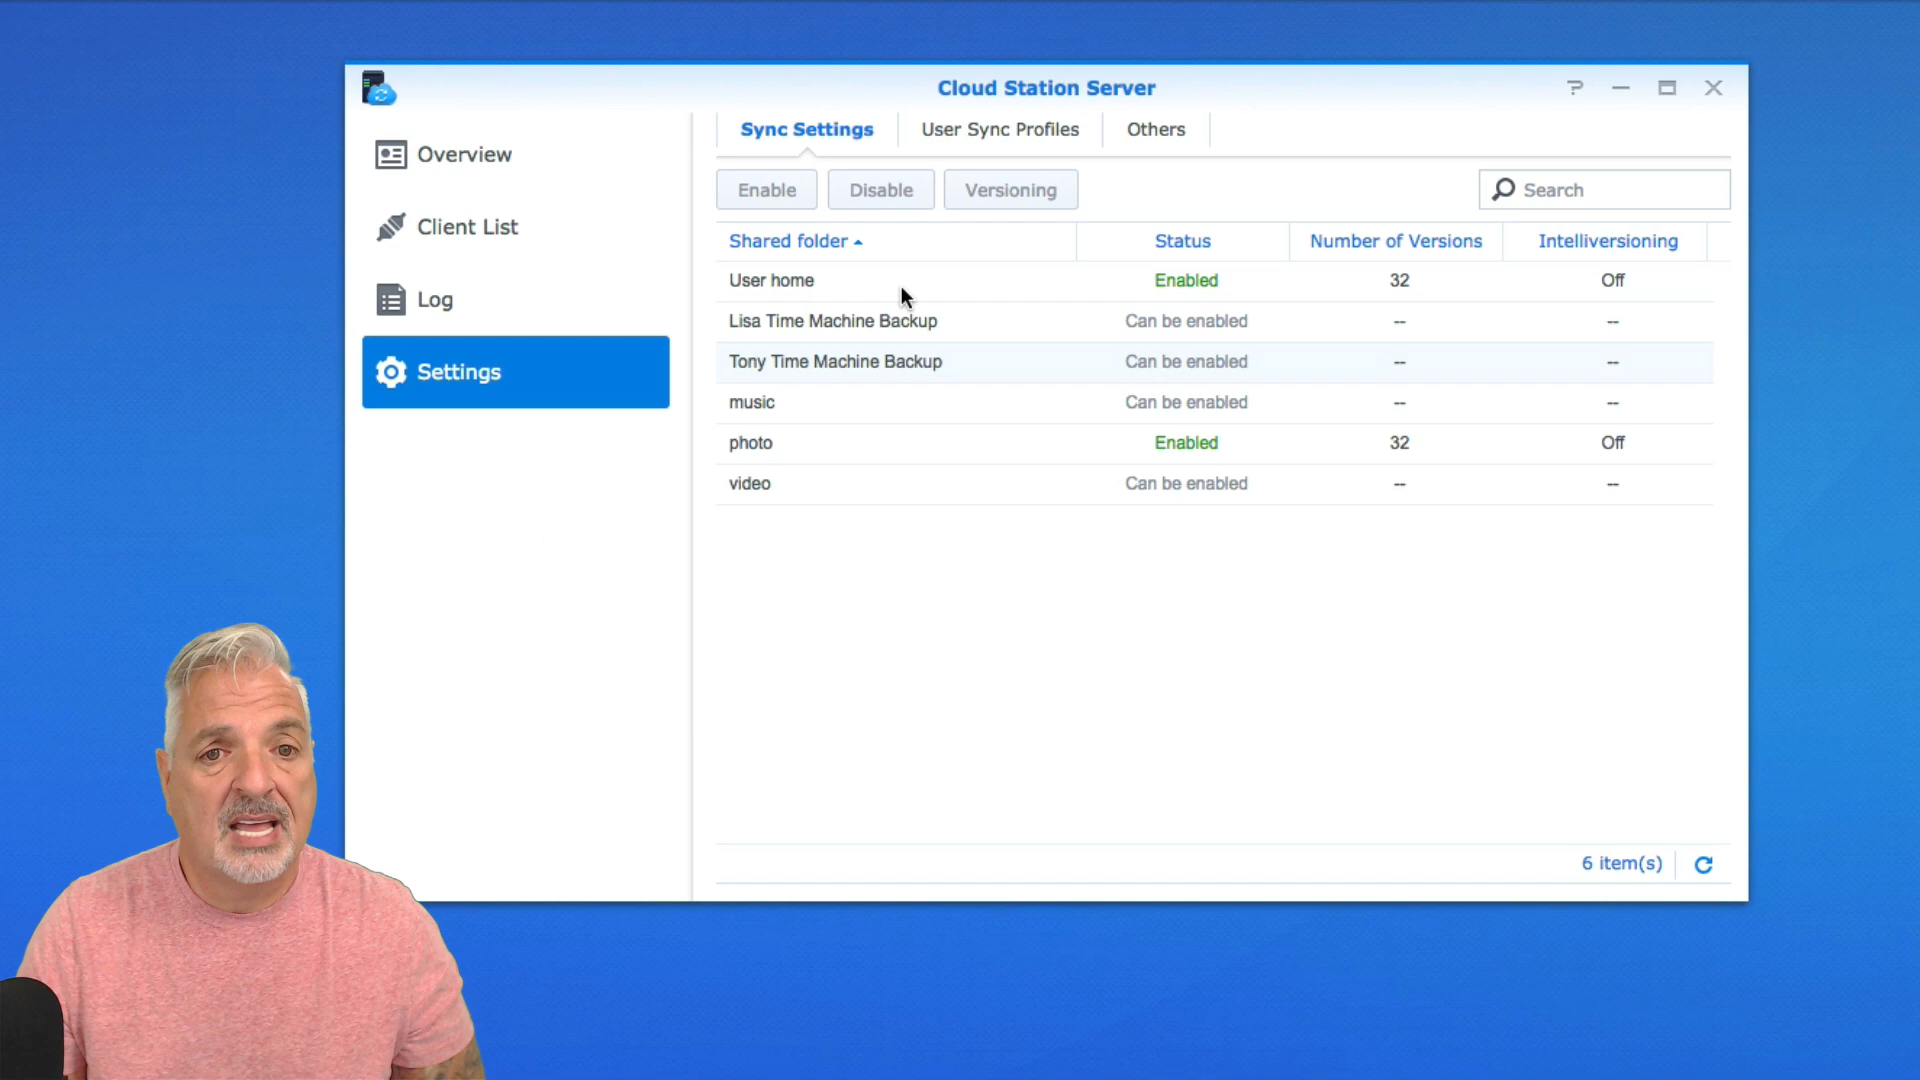 Cloud Station Server
Overview
Client List
Log
Settings
Sync Settings User Sync Profiles Others
Enable Disable Versioning Search
Shared folder Status Number of Versions Intelliversioning
User home Enabled 32 Off
Lisa Time Machine Backup Can be enabled -- --
Tony Time Machine Backup Can be enabled -- --
music Can be enabled -- --
photo Enabled 32 Off
video Can be enabled -- --
6 item(s)